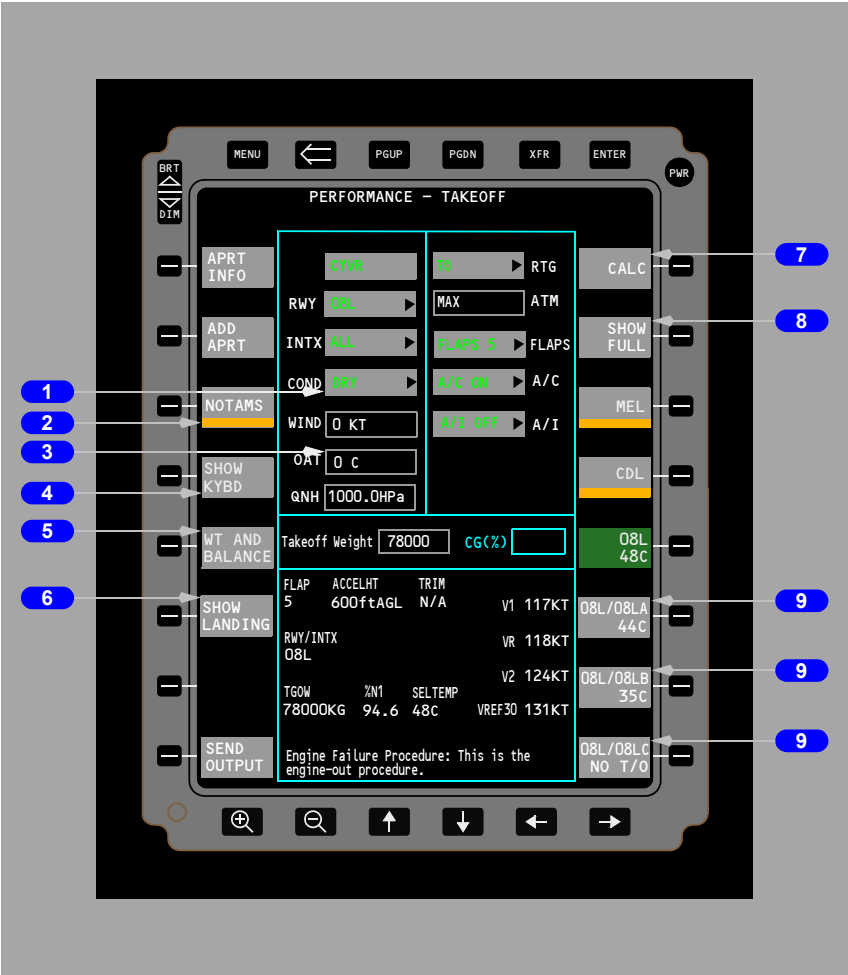 MENU
PGUP
PGDN
XFR
ENTER
BRT
DIM
PWR
PERFORMANCE – TAKEOFF
APRT
INFO
ADD
APRT
NOTAMS
SHOW
KYBD
WT AND
BALANCE
SHOW
LANDING
SEND
OUTPUT
CYVR
RWY 08L
INTX ALL
COND DRY
WIND 0 KT
OAT 0 C
QNH 1000.0HPa
TO RTG
MAX ATM
FLAPS 5 FLAPS
A/C ON A/C
A/I OFF A/I
Takeoff Weight 78000 CG(%)
FLAP ACCELHT TRIM
5 600ftAGL N/A
V1 117KT
RWY/INTX
08L
VR 118KT
V2 124KT
TGOW %N1 SELTEMP
78000KG 94.6 48C
VREF30 131KT
Engine Failure Procedure: This is the
engine-out procedure.
CALC
SHOW
FULL
MEL
CDL
08L
48C
08L/08LA
44C
08L/08LB
35C
08L/08LC
NO T/O
1
2
3
4
5
6
7
8
9
9
9